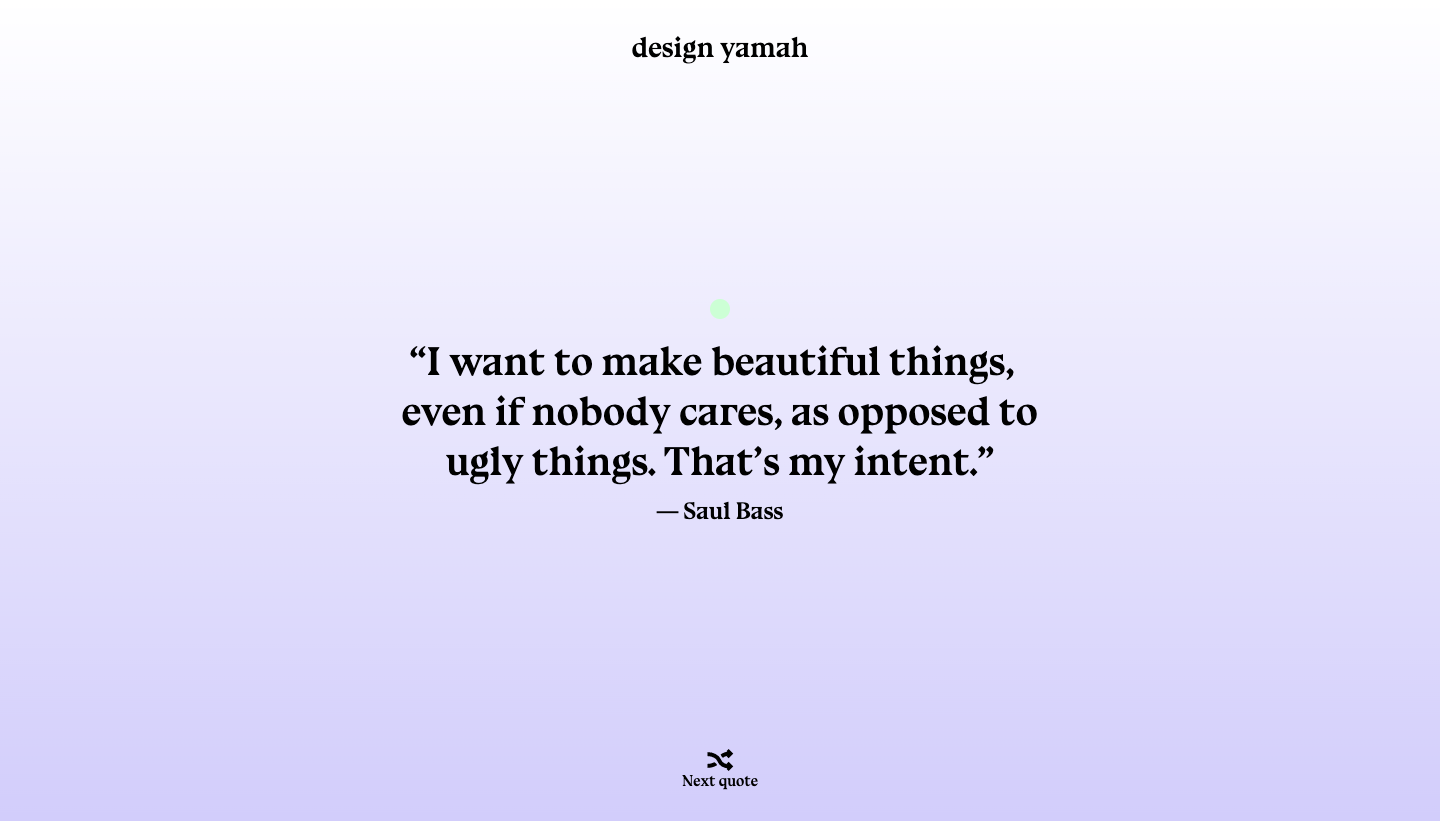 design yamah
“I want to make beautiful things,
even if nobody cares, as opposed to
ugly things. That’s my intent.”
— Saul Bass
Next quote